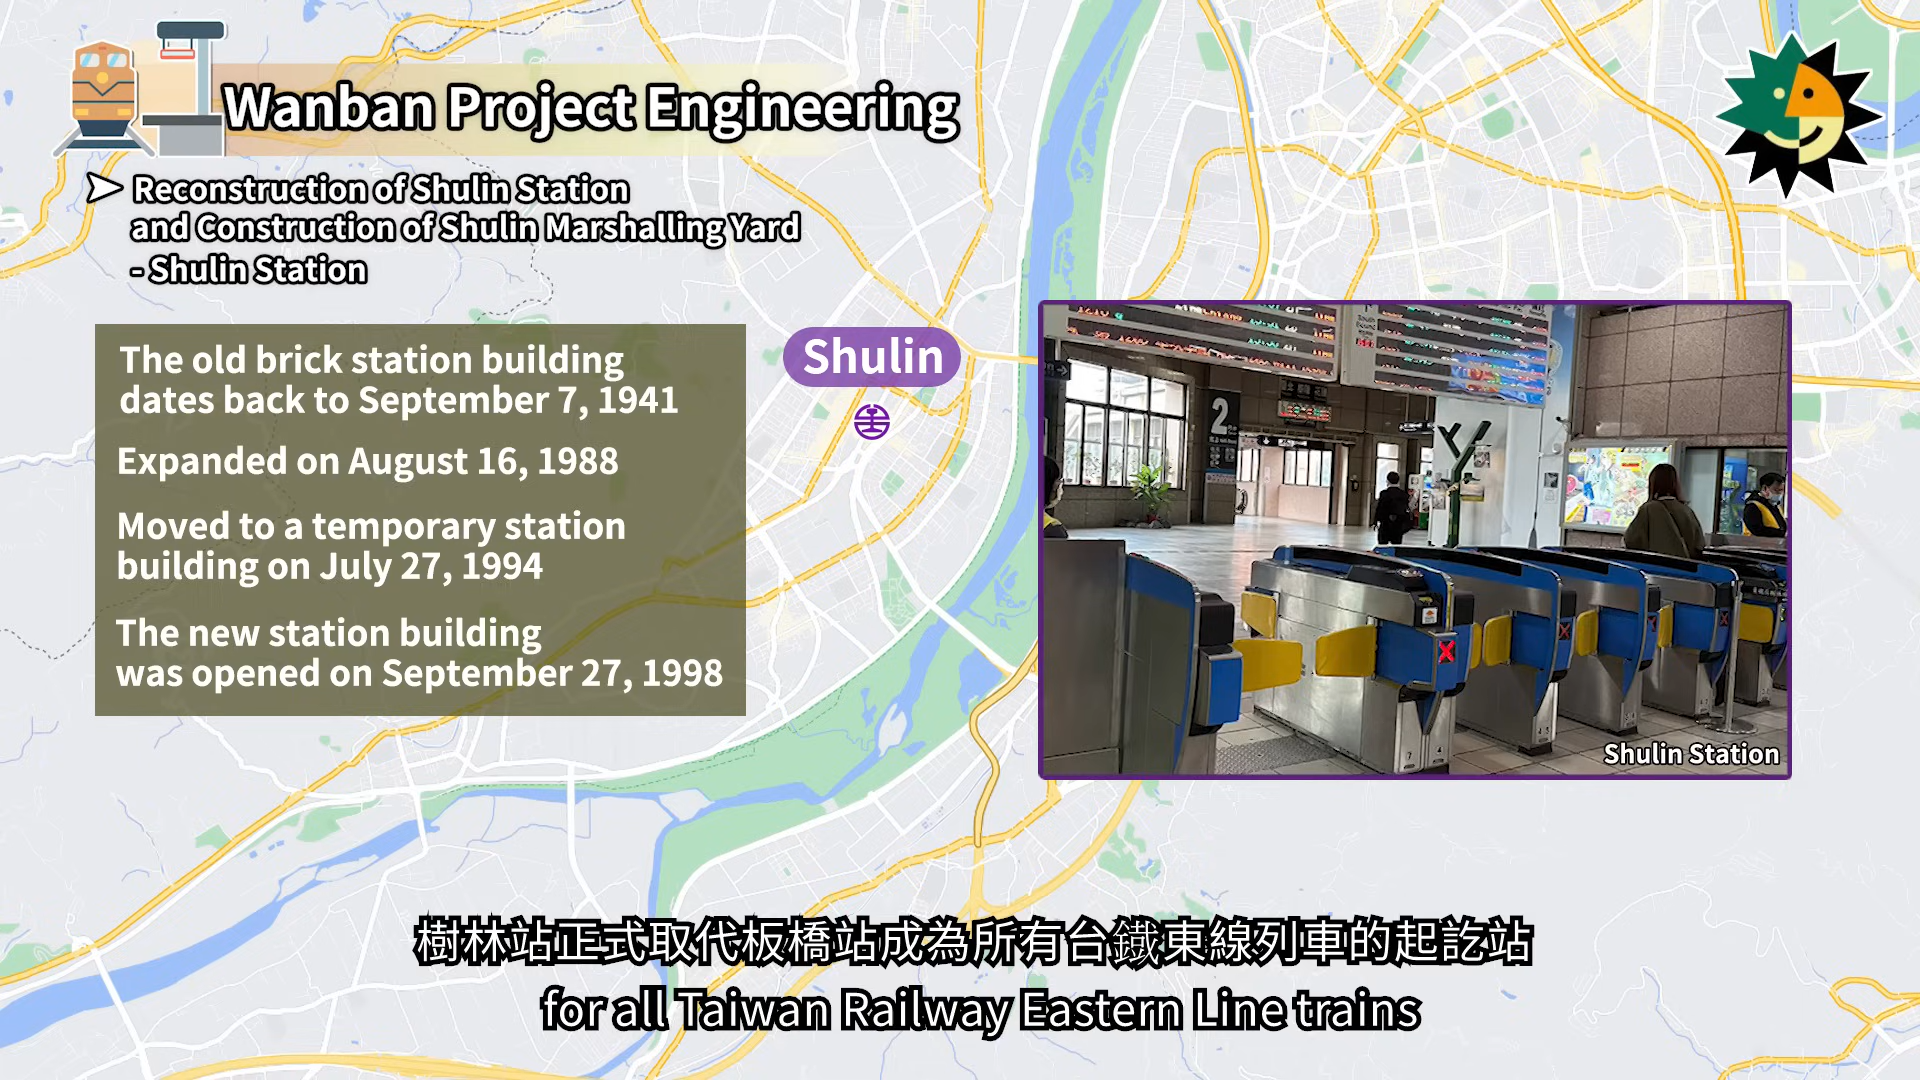 Wanban Project Engineering
Reconstruction of Shulin Station
and Construction of Shulin Marshalling Yard
- Shulin Station
The old brick station building
dates back to September 7, 1941
Expanded on August 16, 1988
Moved to a temporary station
building on July 27, 1994
The new station building
was opened on September 27, 1998
Shulin
2
Shulin Station
樹林站正式取代板橋站成為所有台鐵東線列車的起訖站
for all Taiwan Railway Eastern Line trains